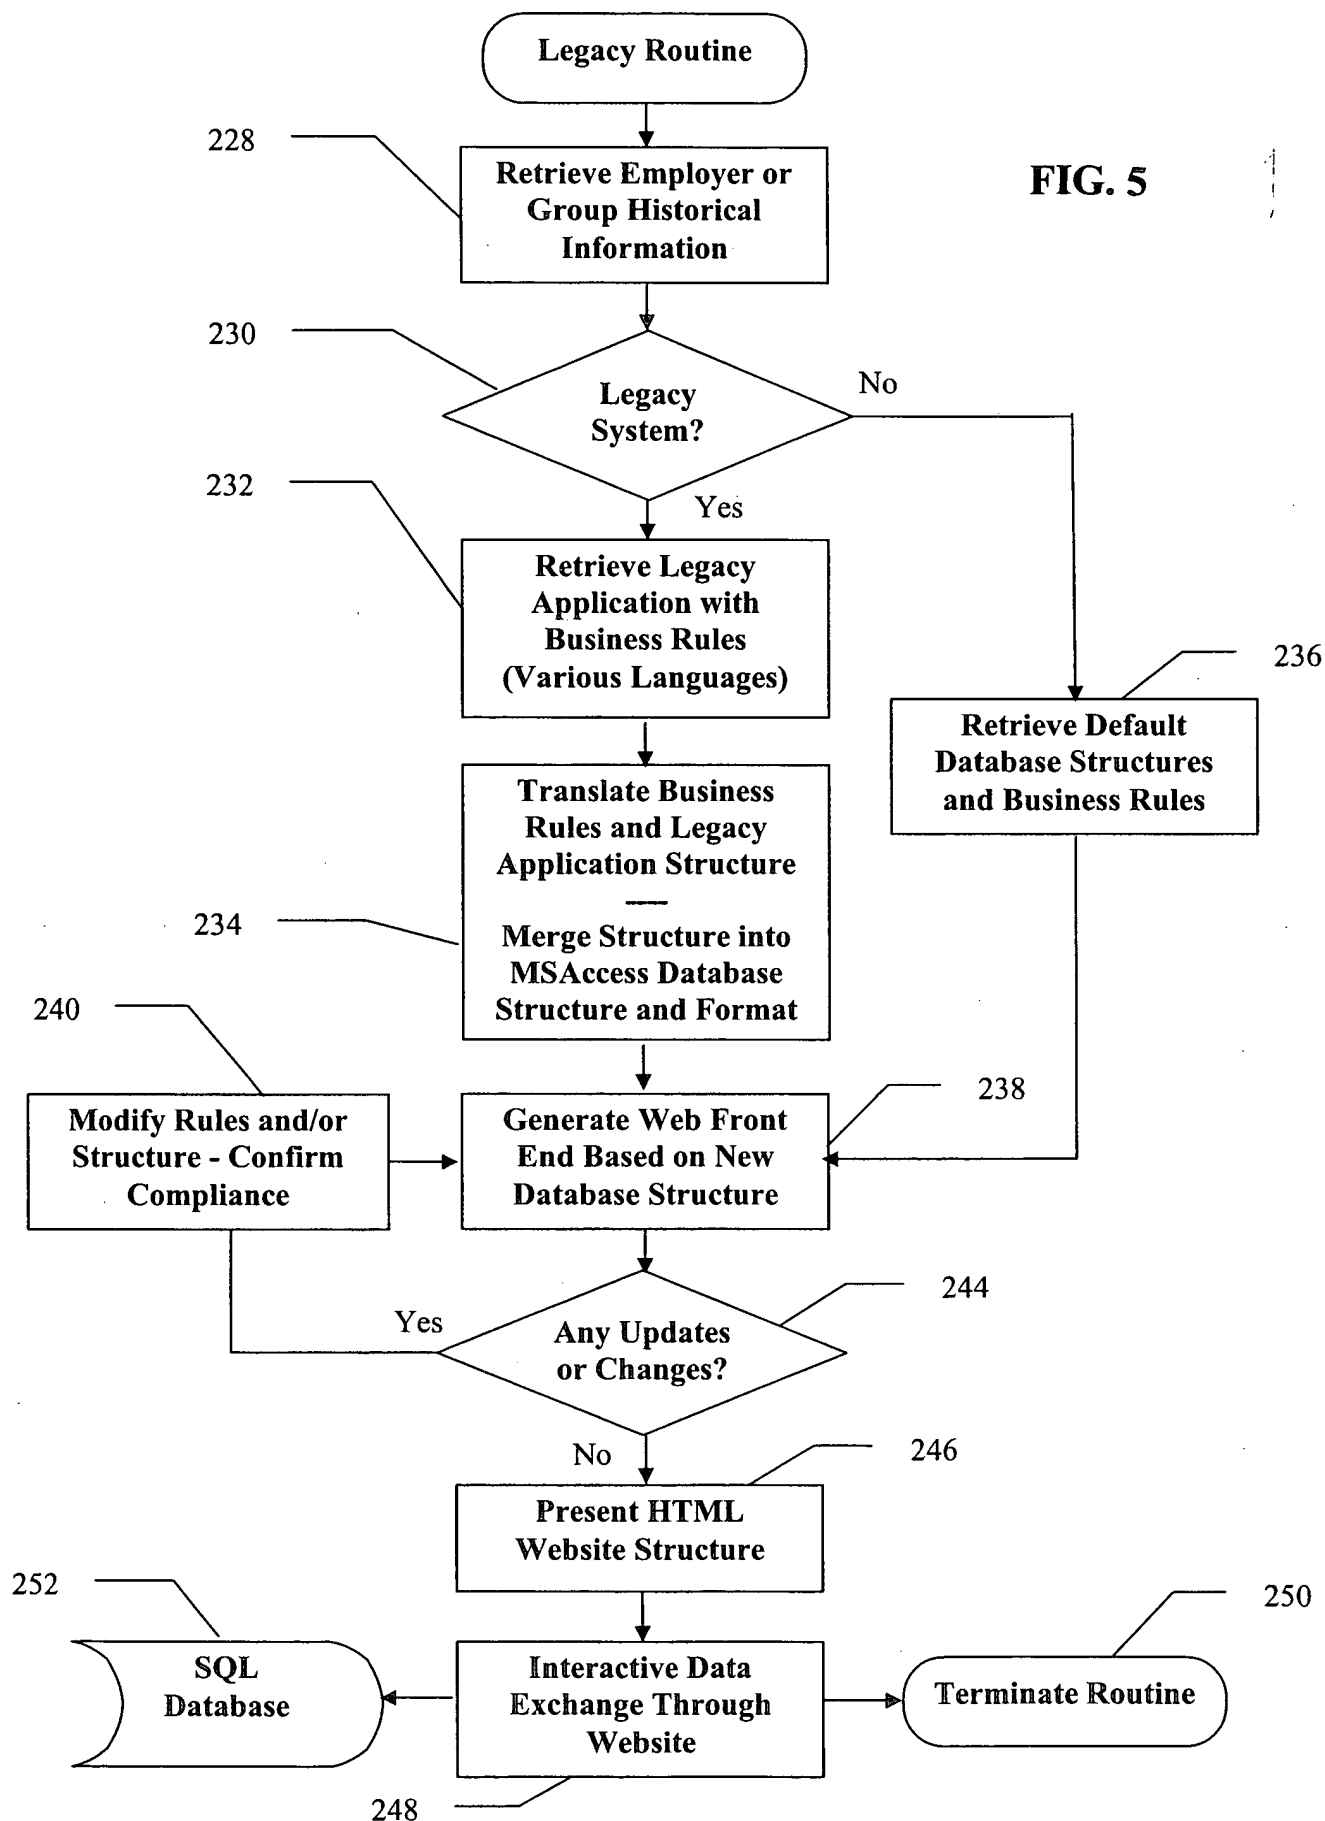 Legacy Routine
228
Retrieve Employer or
Group Historical
Information
FIG. 5
230
Legacy
System?
No
232
Yes
Retrieve Legacy
Application with
Business Rules
(Various Languages)
236
Retrieve Default
Database Structures
and Business Rules
Translate Business
Rules and Legacy
Application Structure
234
Merge Structure into
MSAccess Database
Structure and Format
240
238
Modify Rules and/or
Structure - Confirm
Compliance
Generate Web Front
End Based on New
Database Structure
244
Yes
Any Updates
or Changes?
No
246
Present HTML
Website Structure
252
250
SQL
Database
Interactive Data
Exchange Through
Website
Terminate Routine
248